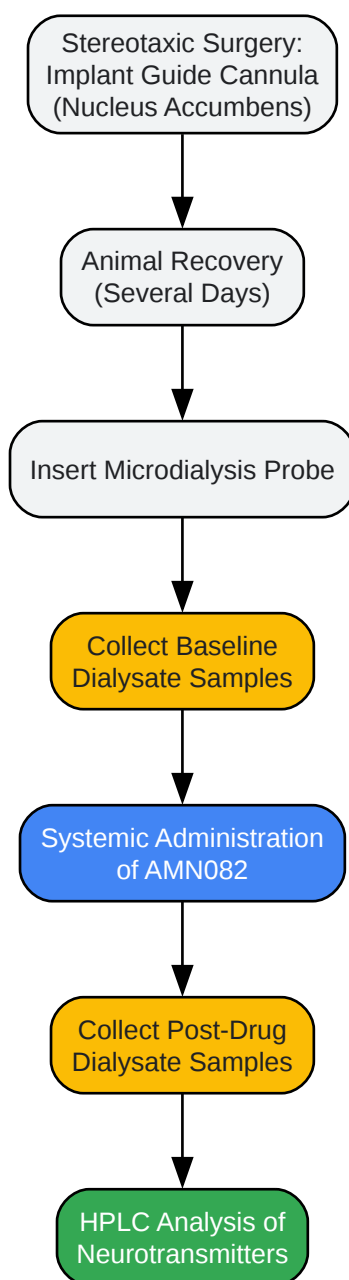 Stereotaxic Surgery:
Implant Guide Cannula
(Nucleus Accumbens)
Animal Recovery
(Several Days)
Insert Microdialysis Probe
Collect Baseline
Dialysate Samples
Systemic Administration
of AMN082
Collect Post-Drug
Dialysate Samples
HPLC Analysis of
Neurotransmitters